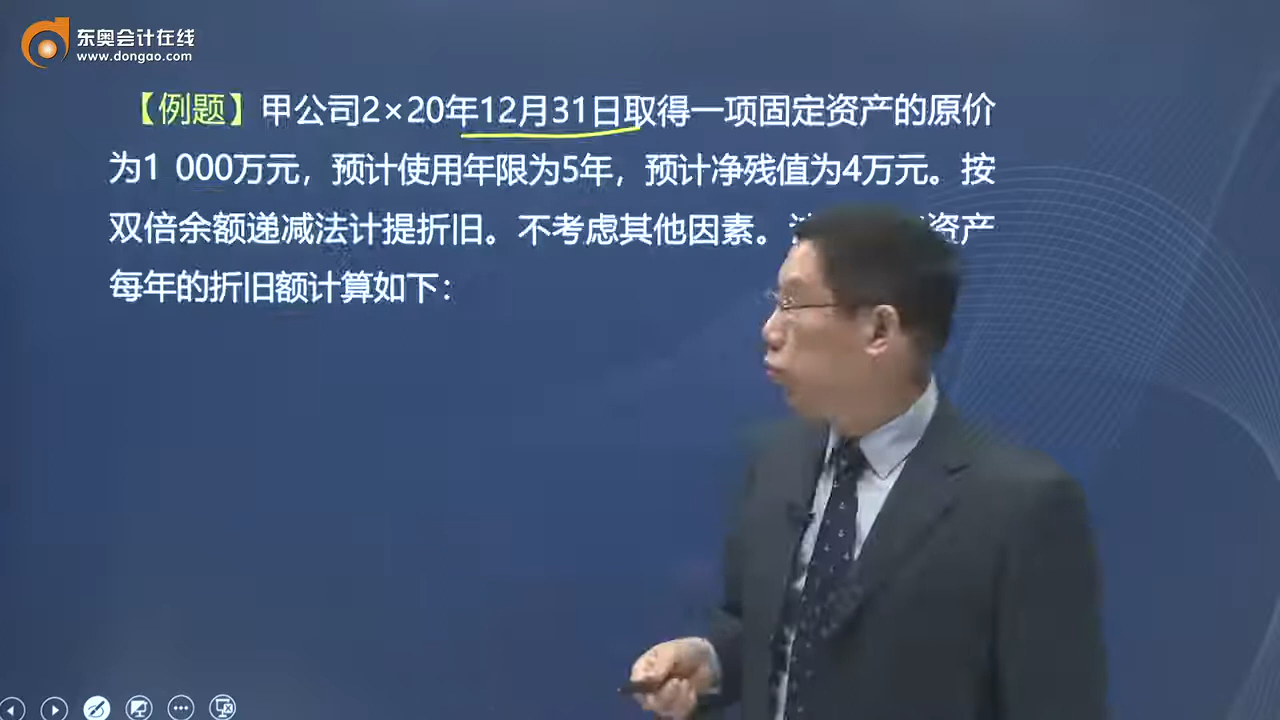 东奥会计在线
www.dongao.com
【例题】甲公司2×20年12月31日取得一项固定资产的原价
为1 000万元，预计使用年限为5年，预计净残值为4万元。按
双倍余额递减法计提折旧。不考虑其他因素。资产
每年的折旧额计算如下：